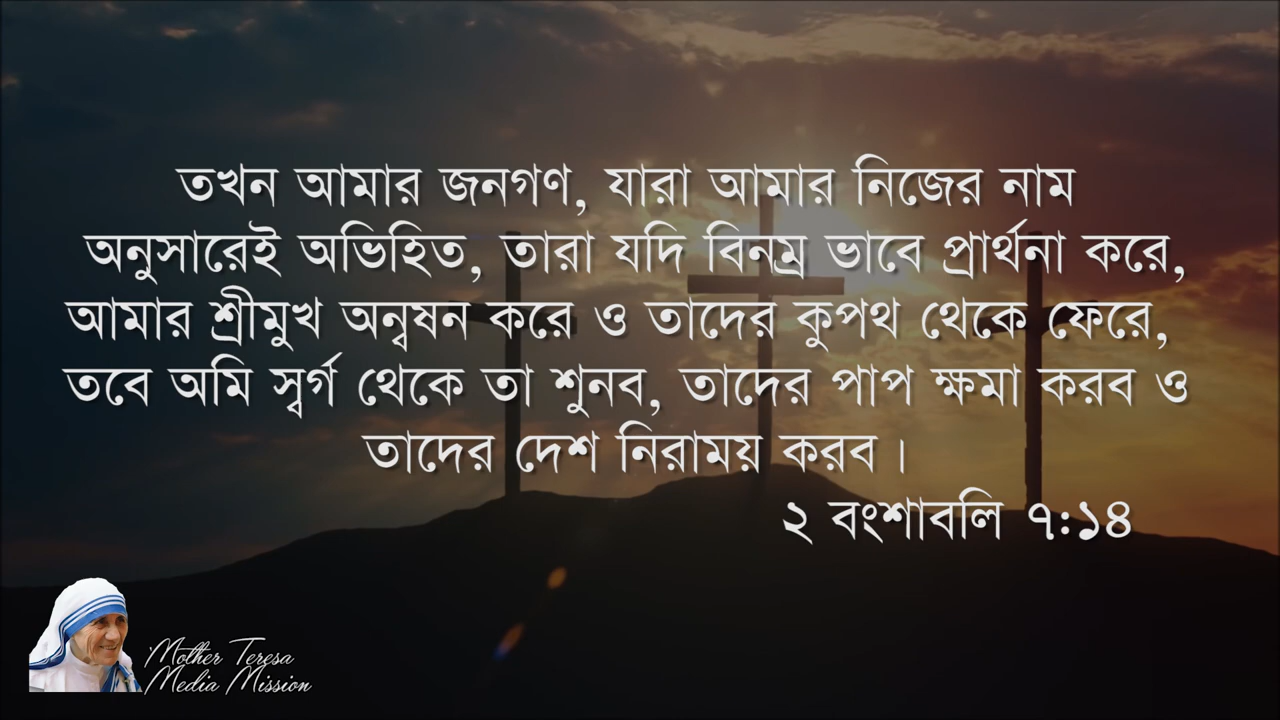 তখন আমার জনগণ, যারা আমার নিজের নাম
অনুসারেই অভিহিত, তারা যদি বিনম্র ভাবে প্রার্থনা করে,
আমার শ্রীমুখ অন্বষন করে ও তাদের কুপথ থেকে ফেরে,
তবে অমি স্বর্গ থেকে তা শুনব, তাদের পাপ ক্ষমা করব ও
তাদের দেশ নিরাময় করব।
২ বংশাবলি ৭:১৪
Mother Teresa
Media Mission